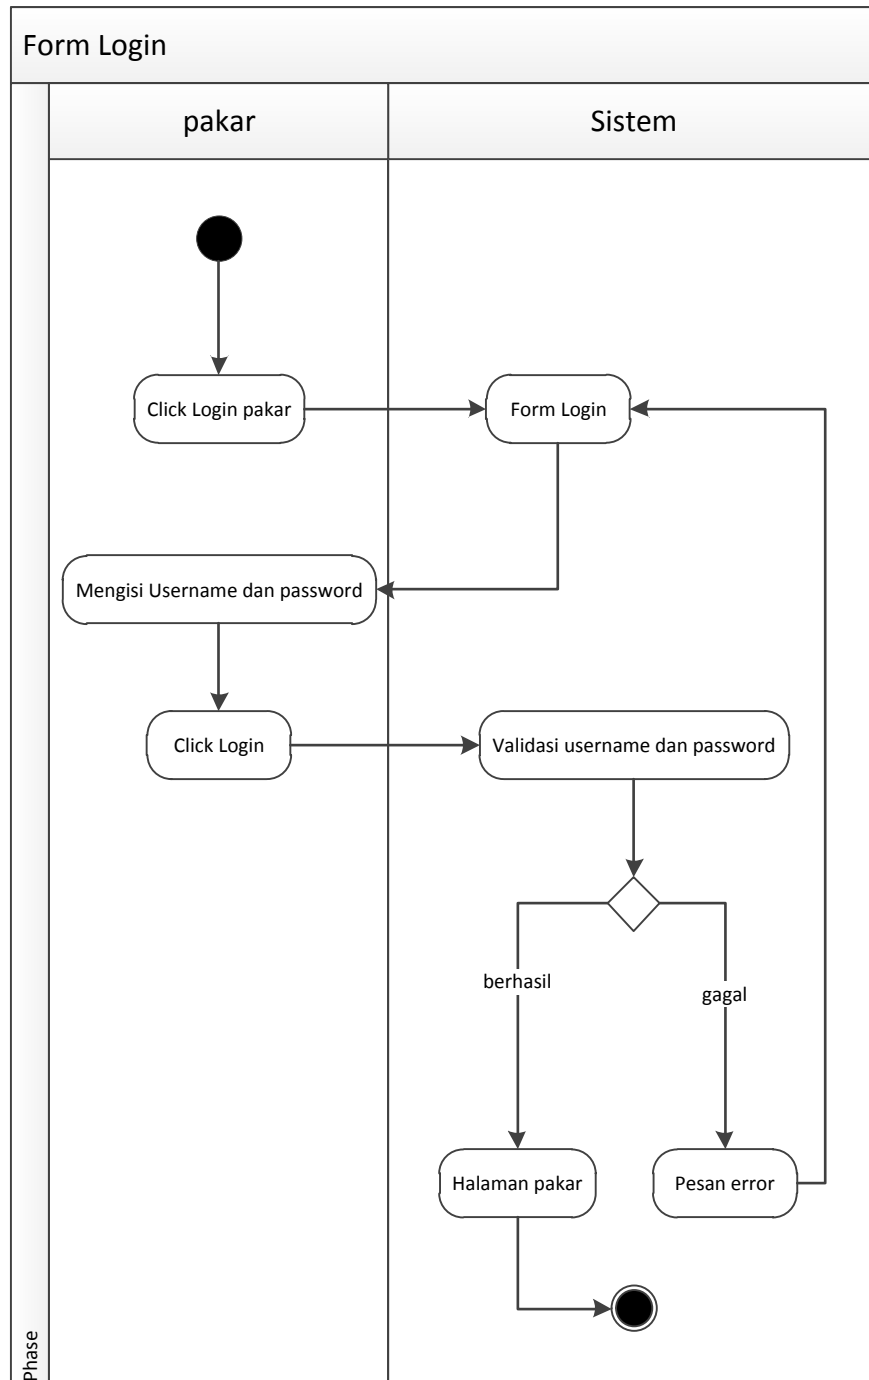 Form Login
pakar
Sistem
Click Login pakar
Form Login
Mengisi Username dan password
Click Login
Validasi username dan password
berhasil
gagal
Halaman pakar
Pesan error
Phase